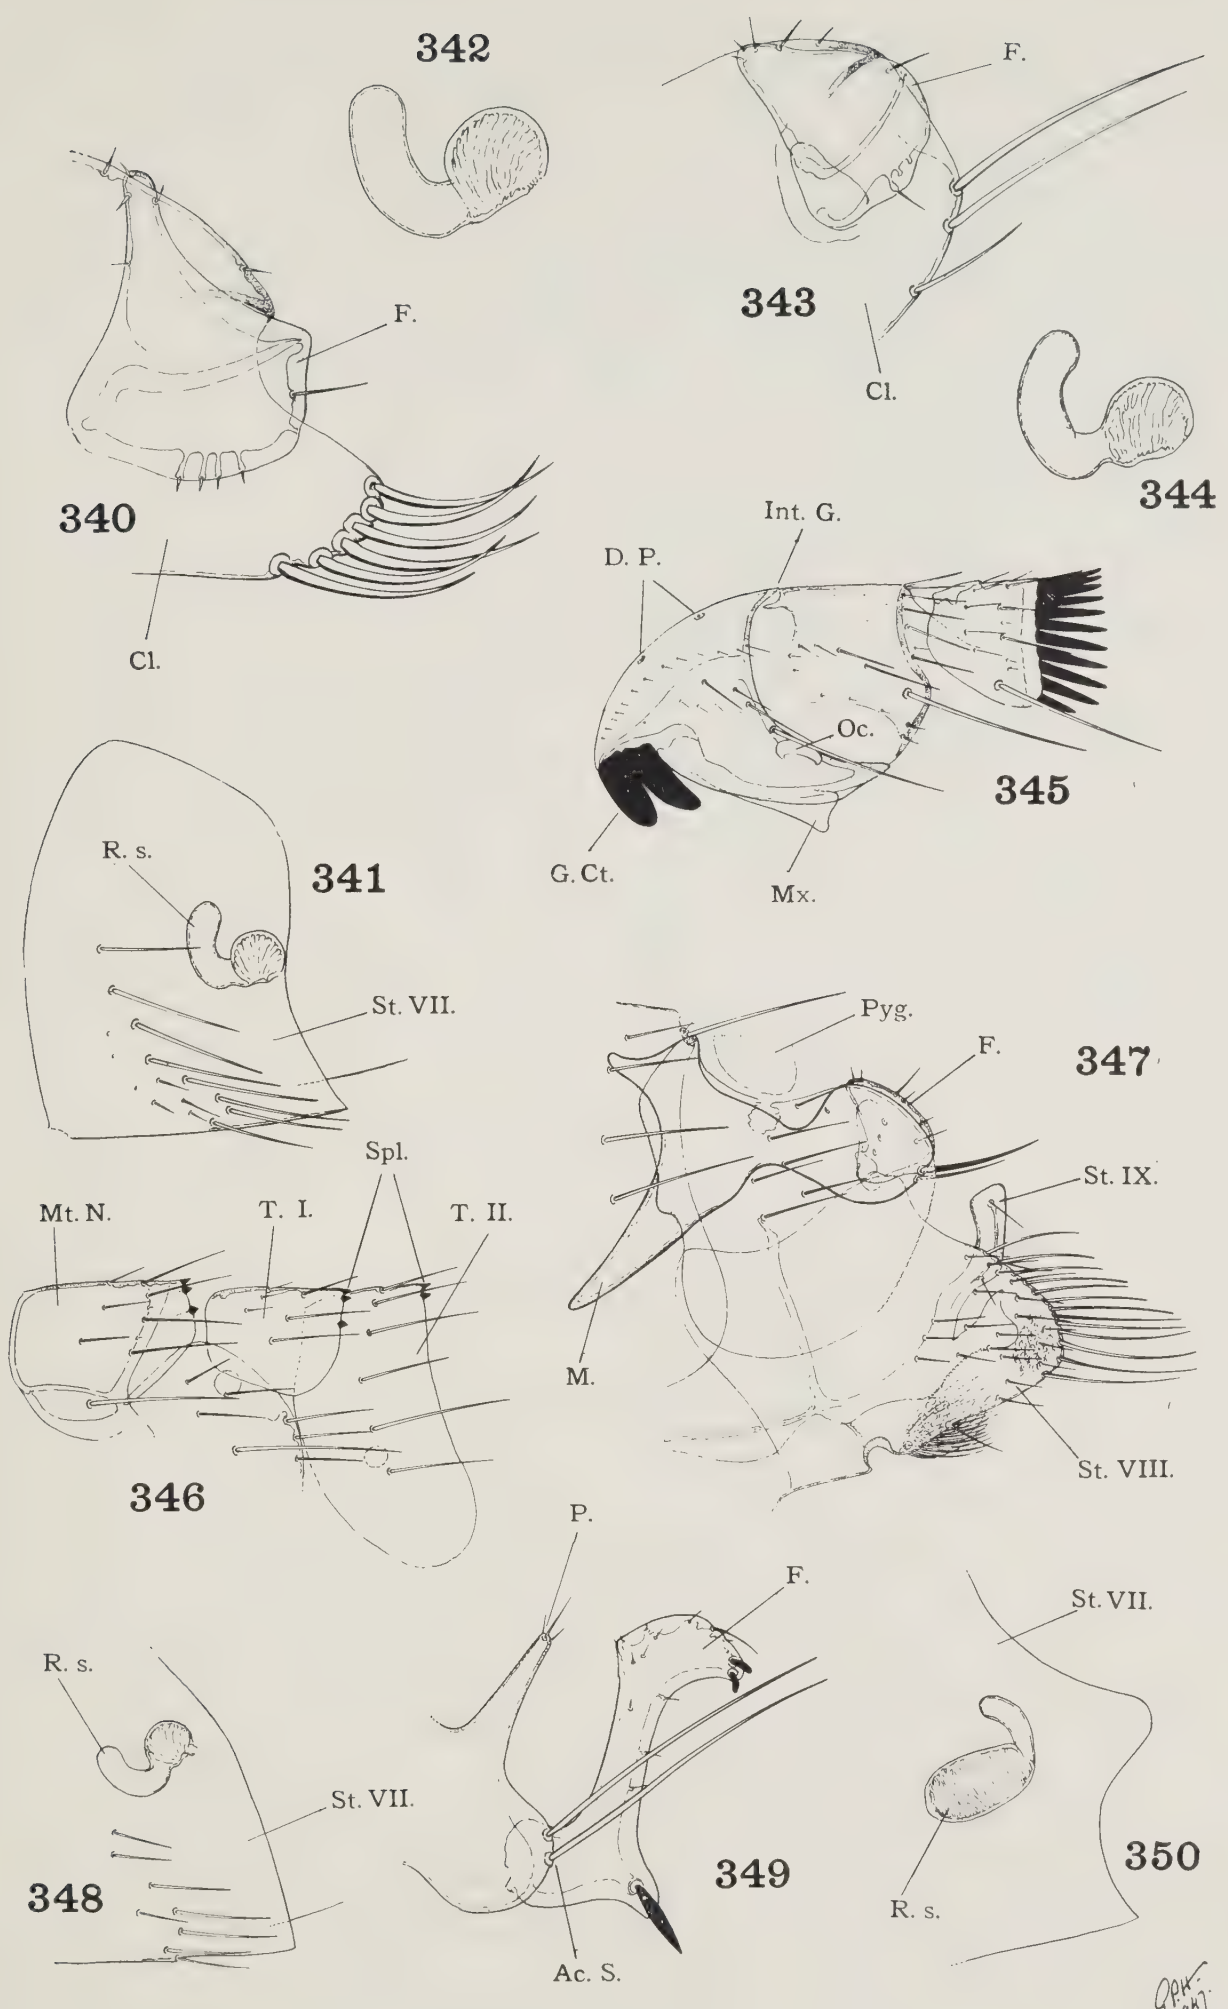 342
F.
343
Cl.
F.
340
Cl.
344
Int. G.
D. P.
Oc.
345
G. Ct.
Mx.
R. s.
341
St. VII.
Pyg.
F.
347
St. IX.
M.
St. VIII.
Spl.
Mt. N.
T. I.
T. II.
346
P.
F.
St. VII.
R. s.
St. VII.
348
349
350
R. s.
Ac. S.